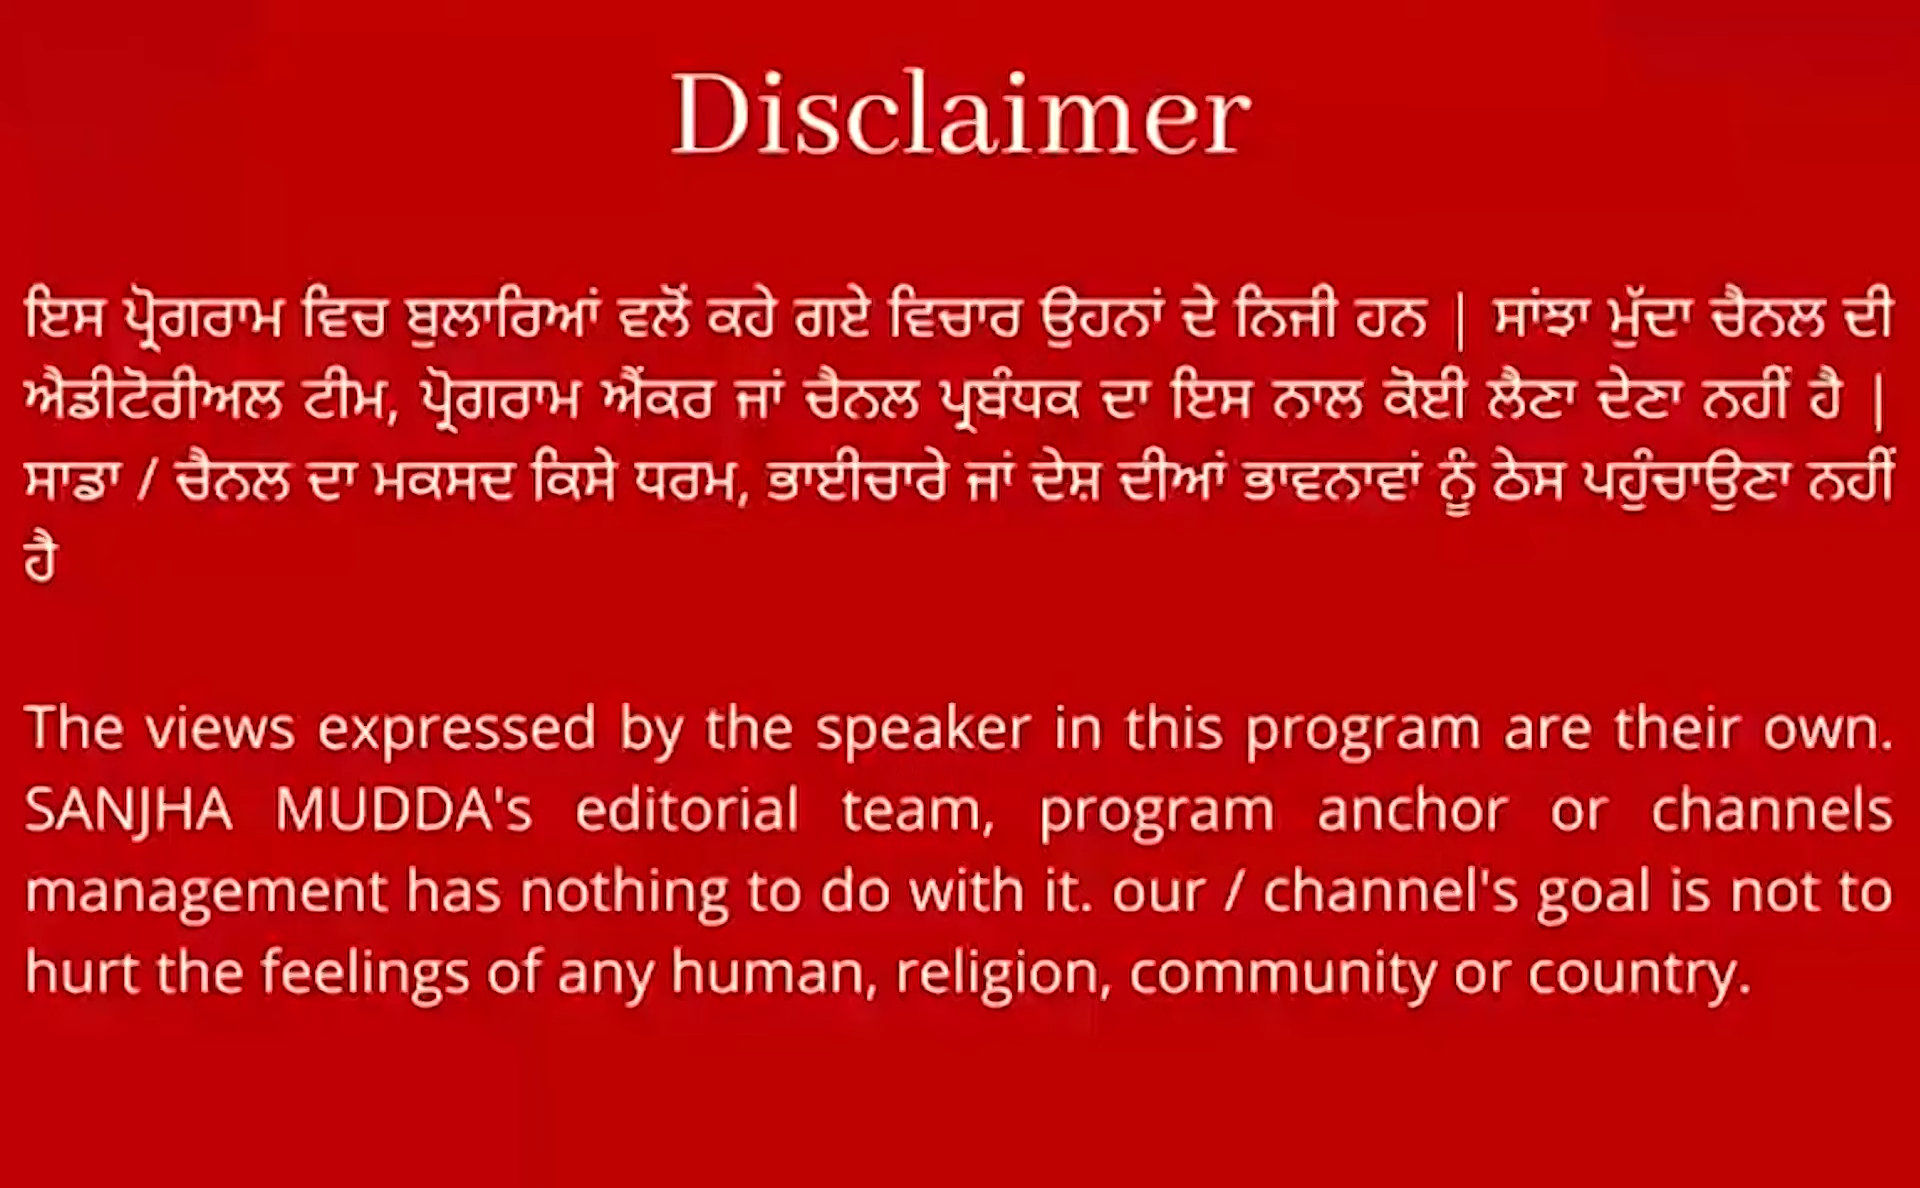 Disclaimer
ਇਸ ਪ੍ਰੋਗਰਾਮ ਵਿਚ ਬੁਲਾਰਿਆਂ ਵਲੋਂ ਕਹੇ ਗਏ ਵਿਚਾਰ ਉਹਨਾਂ ਦੇ ਨਿਜੀ ਹਨ | ਸਾਂਝਾ ਮੁੱਦਾ ਚੈਨਲ ਦੀ
ਐਡੀਟੋਰੀਅਲ ਟੀਮ, ਪ੍ਰੋਗਰਾਮ ਐਂਕਰ ਜਾਂ ਚੈਨਲ ਪ੍ਰਬੰਧਕ ਦਾ ਇਸ ਨਾਲ ਕੋਈ ਲੈਣਾ ਦੇਣਾ ਨਹੀਂ ਹੈ |
ਸਾਡਾ / ਚੈਨਲ ਦਾ ਮਕਸਦ ਕਿਸੇ ਧਰਮ, ਭਾਈਚਾਰੇ ਜਾਂ ਦੇਸ਼ ਦੀਆਂ ਭਾਵਨਾਵਾਂ ਨੂੰ ਠੇਸ ਪਹੁੰਚਾਉਣਾ ਨਹੀਂ
ਹੈ
The views expressed by the speaker in this program are their own.
SANJHA MUDDA's editorial team, program anchor or channels
management has nothing to do with it. our / channel's goal is not to
hurt the feelings of any human, religion, community or country.